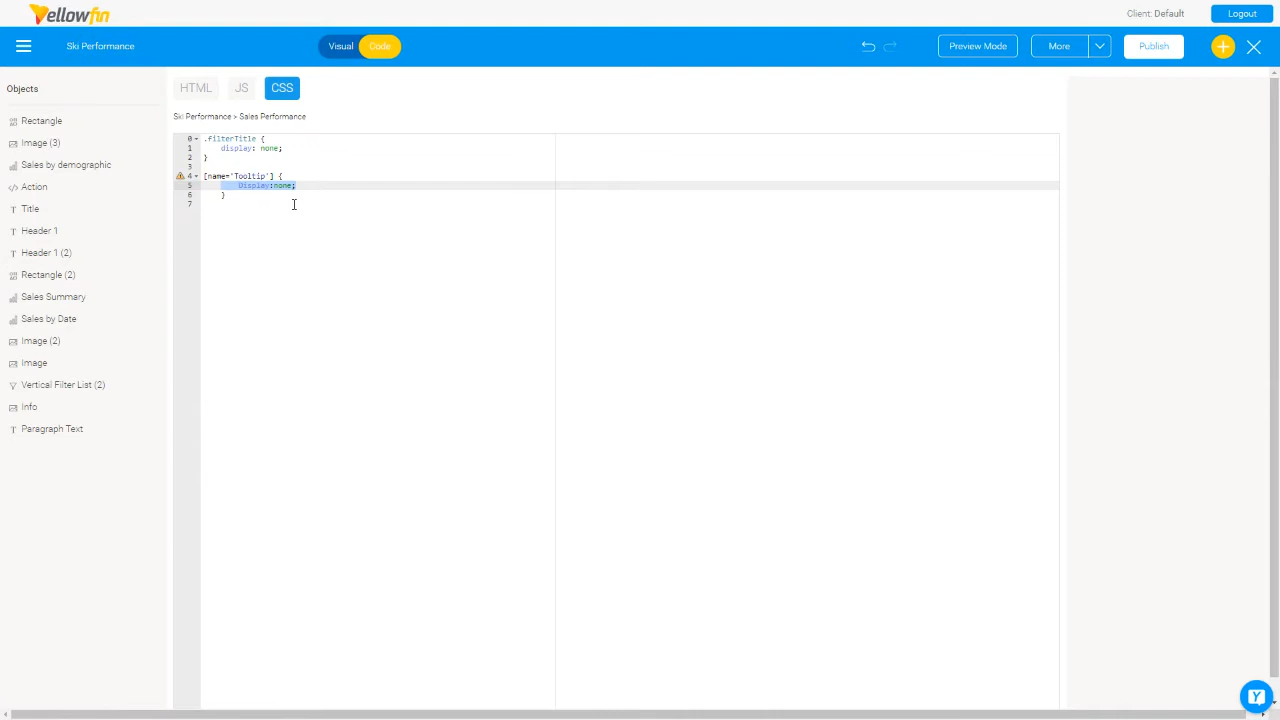 Yellowfin
Client: Default
Logout
Ski Performance
Visual
Code
Preview Mode
More
Publish
Objects
HTML
JS
CSS
Ski Performance > Sales Performance
Rectangle
Image (3)
Sales by demographic
Action
Title
Header 1
Header 1 (2)
Rectangle (2)
Sales Summary
Sales by Date
Image (2)
Image
Vertical Filter List (2)
Info
Paragraph Text
0 .filterTitle {
1 display: none;
2 }
3
4 [name='Tooltip'] {
5 Display:none;
6 }
7
Y